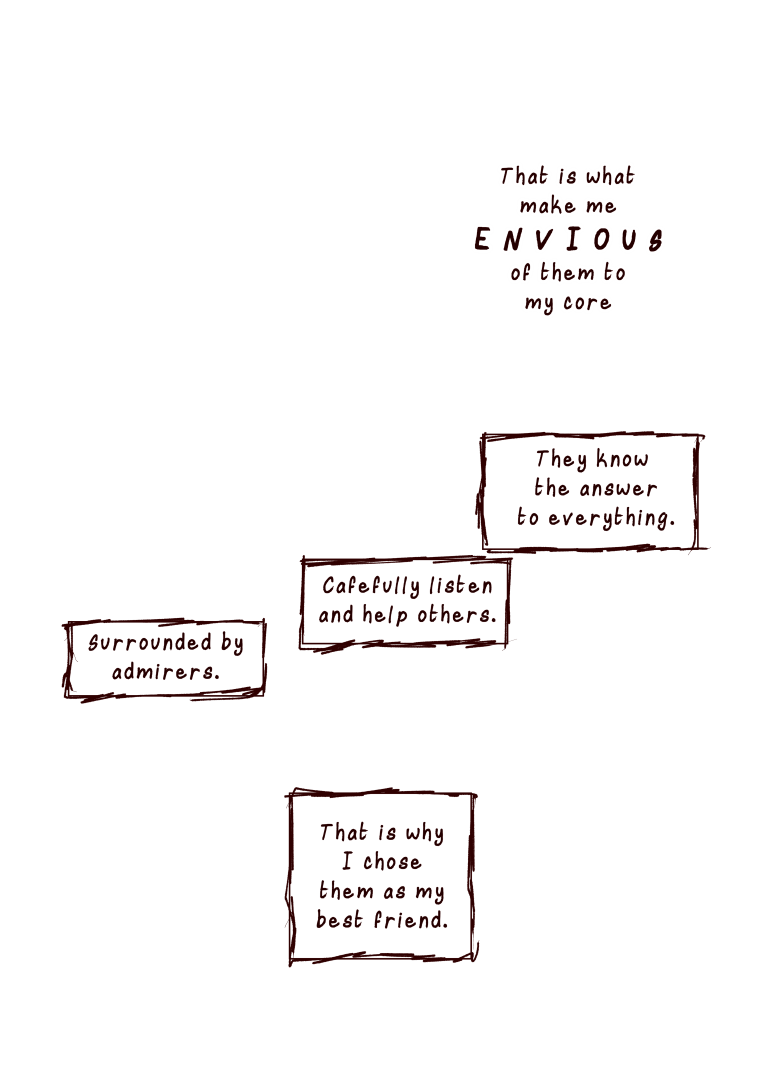 That is what
make me
ENVIOUS
of them to
my core
They know
the answer
to everything.
Cafefully listen
and help others.
Surrounded by
admirers.
That is why
I chose
them as my
best friend.